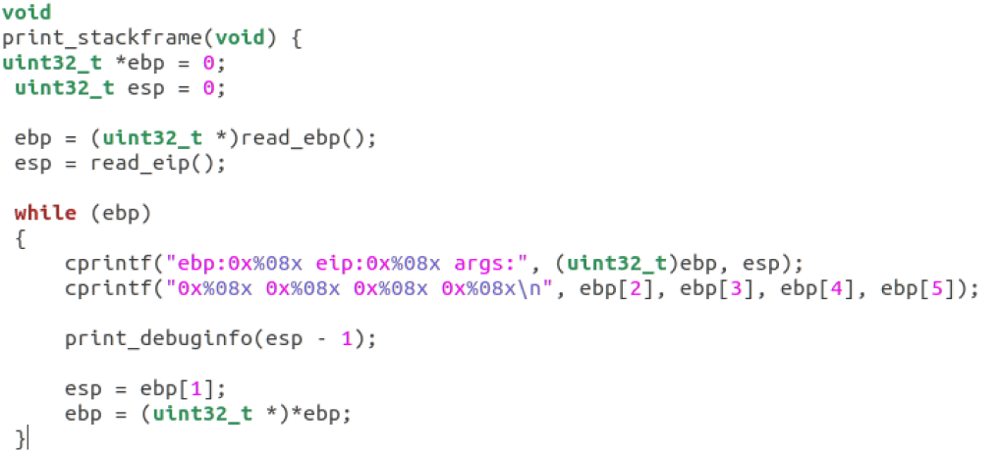 void
print_stackframe(void) {
uint32_t *ebp = 0;
uint32_t esp = 0;
ebp = (uint32_t *)read_ebp();
esp = read_eip();
while (ebp)
{
cprintf("ebp:0x%08x eip:0x%08x args:", (uint32_t)ebp, esp);
cprintf("0x%08x 0x%08x 0x%08x 0x%08x\n", ebp[2], ebp[3], ebp[4], ebp[5]);
print_debuginfo(esp - 1);
esp = ebp[1];
ebp = (uint32_t *)*ebp;
}